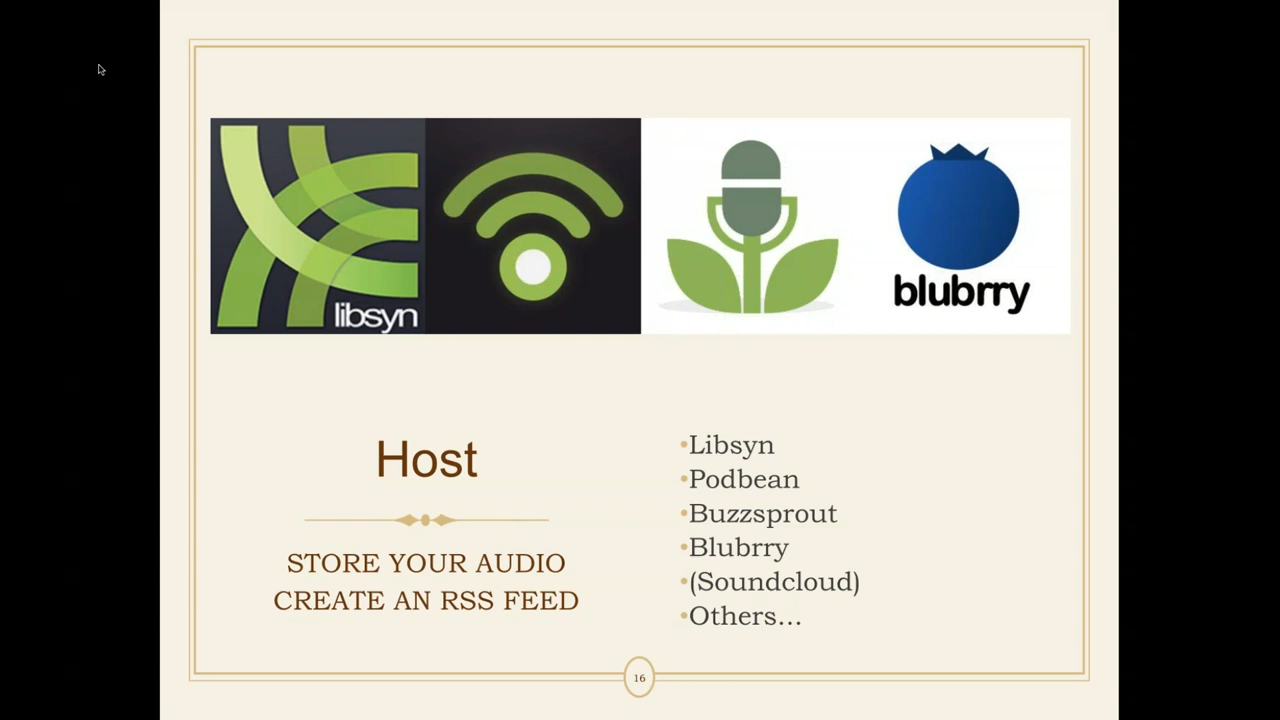 libsyn
blubrry
Host
STORE YOUR AUDIO
CREATE AN RSS FEED
•Libsyn
•Podbean
•Buzzsprout
•Blubrry
•(Soundcloud)
•Others...
16